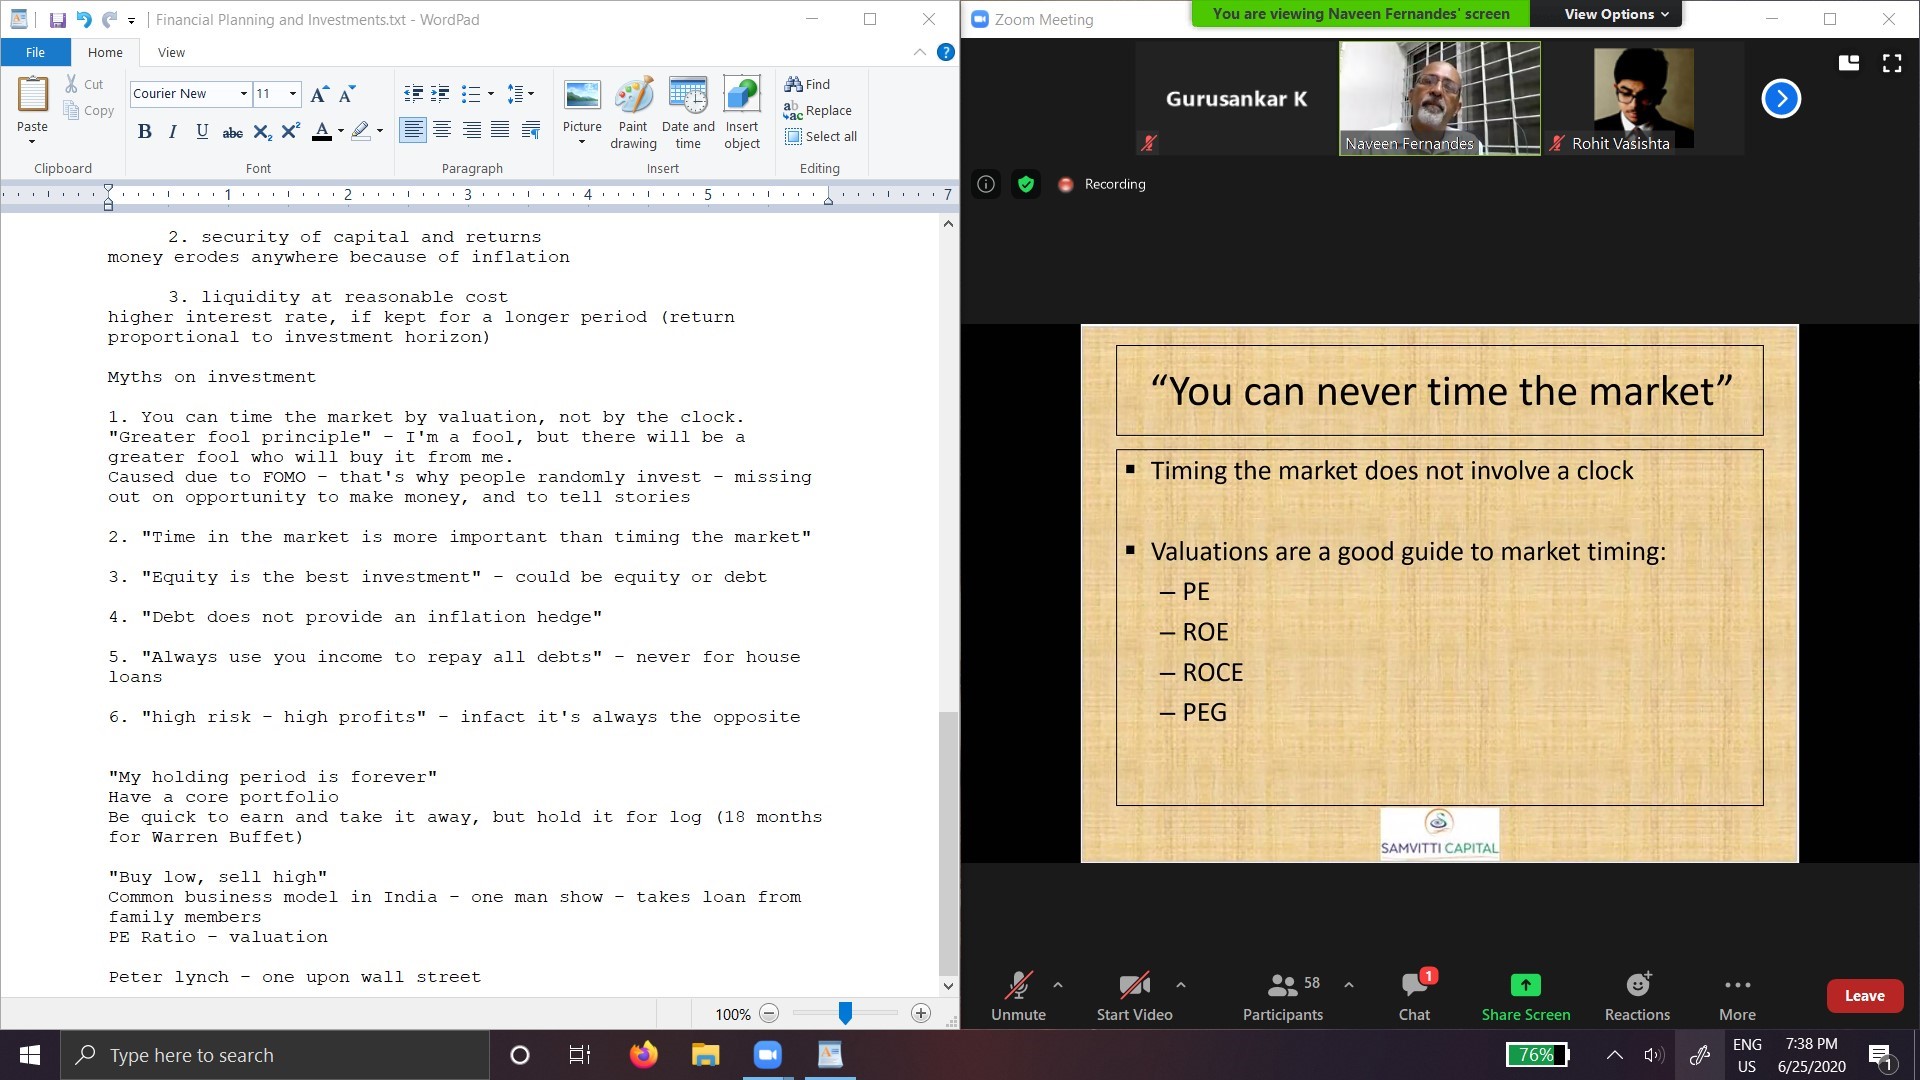 Financial Planning and Investments.txt - WordPad
File
Home
View
Paste
Cut
Copy
Clipboard
Courier New
11
A A
B I U abc X₂ X² A
Font
Paragraph
Picture
Paint drawing
Date and time
Insert object
Insert
Find
Replace
Select all
Editing
1 2 3 4 5 7
2. security of capital and returns
money erodes anywhere because of inflation
3. liquidity at reasonable cost
higher interest rate, if kept for a longer period (return
proportional to investment horizon)
Myths on investment
1. You can time the market by valuation, not by the clock.
"Greater fool principle" - I'm a fool, but there will be a
greater fool who will buy it from me.
Caused due to FOMO - that's why people randomly invest - missing
out on opportunity to make money, and to tell stories
2. "Time in the market is more important than timing the market"
3. "Equity is the best investment" - could be equity or debt
4. "Debt does not provide an inflation hedge"
5. "Always use you income to repay all debts" - never for house
loans
6. "high risk - high profits" - infact it's always the opposite
"My holding period is forever"
Have a core portfolio
Be quick to earn and take it away, but hold it for log (18 months
for Warren Buffet)
"Buy low, sell high"
Common business model in India - one man show - takes loan from
family members
PE Ratio - valuation
Peter lynch - one upon wall street
100%
Zoom Meeting
You are viewing Naveen Fernandes' screen
View Options
Gurusankar K
Naveen Fernandes
Rohit Vasishta
Recording
“You can never time the market”
▪ Timing the market does not involve a clock
▪ Valuations are a good guide to market timing:
– PE
– ROE
– ROCE
– PEG
SAMVITTI CAPITAL
Unmute
Start Video
58
Participants
1
Chat
Share Screen
Reactions
More
Leave
Type here to search
76%
ENG
US
7:38 PM
6/25/2020
1